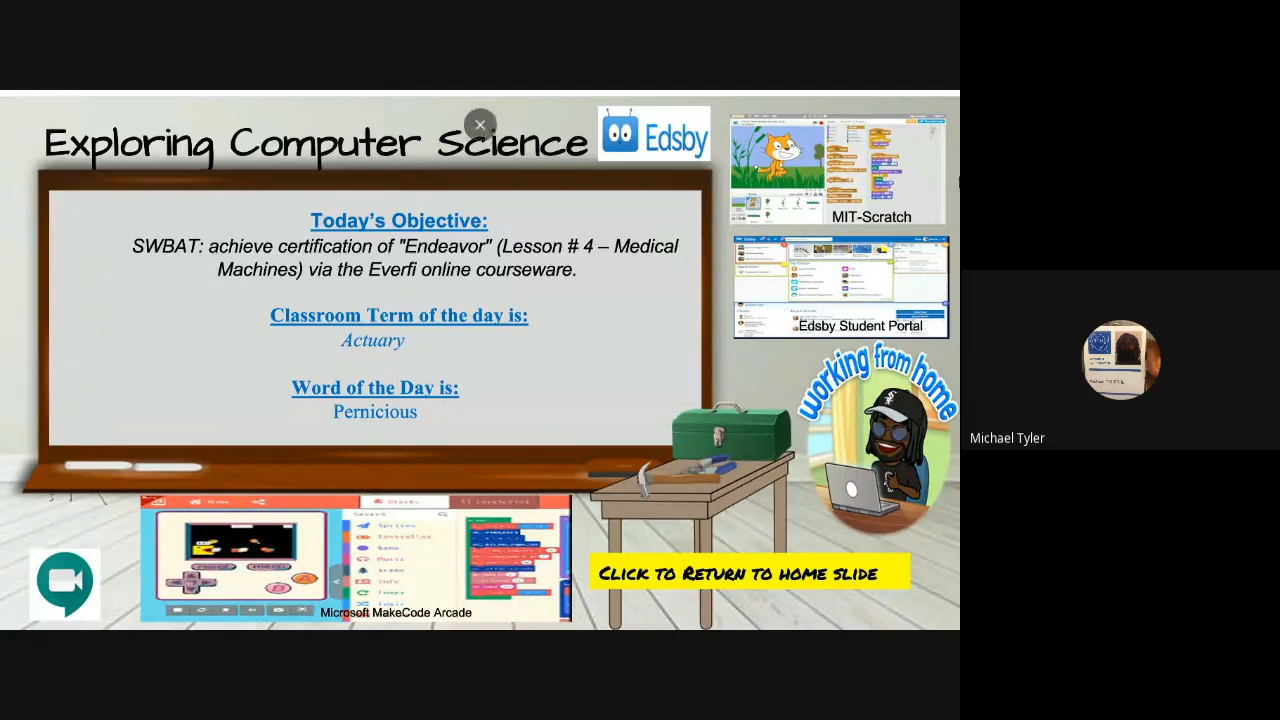 Exploring Computer Science
Edsby
Today's Objective:
SWBAT: achieve certification of "Endeavor" (Lesson # 4 – Medical
Machines) via the Everfi online courseware.
Classroom Term of the day is:
Actuary
Word of the Day is:
Pernicious
MIT-Scratch
Edsby Student Portal
working from home
Michael Tyler
Microsoft MakeCode Arcade
Click to Return to home slide